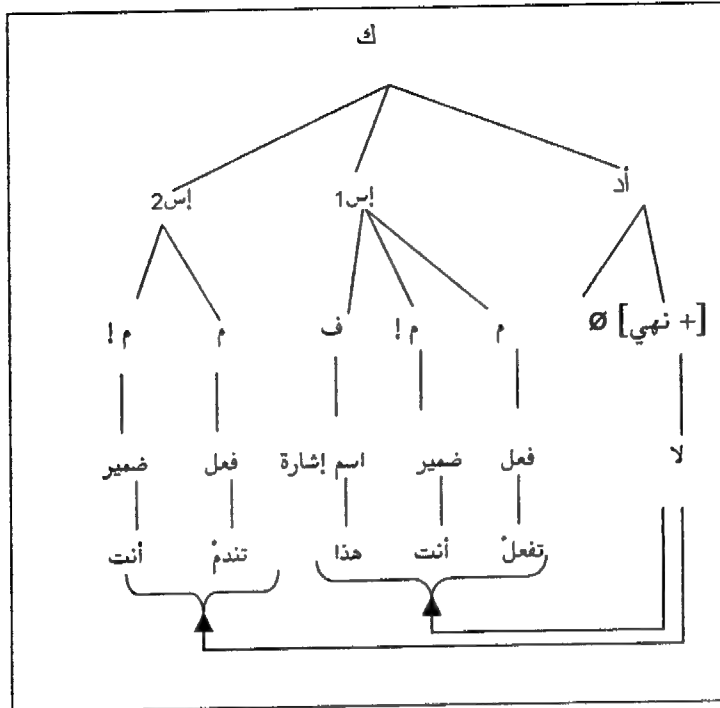 ك
أد إس1 إس2
[+ نهي] Ø م م ! ف م م !
لا
فعل ضمير اسم إشارة فعل ضمير
تفعلْ أنت هذا تندمْ أنت